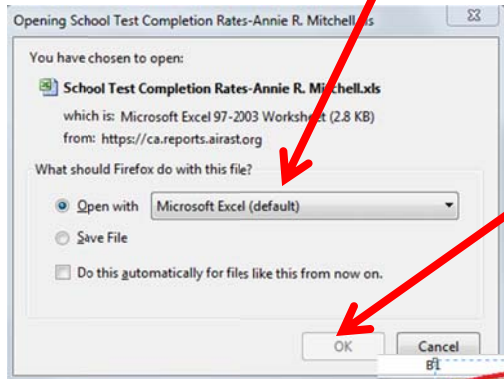 Opening School Test Completion Rates-Annie R. Mitchell.xls
You have chosen to open:
School Test Completion Rates-Annie R. Mitchell.xls
which is: Microsoft Excel 97-2003 Worksheet (2.8 KB)
from: https://ca.reports.airast.org
What should Firefox do with this file?
Open with Microsoft Excel (default)
Save File
Do this automatically for files like this from now on.
OK Cancel
B1